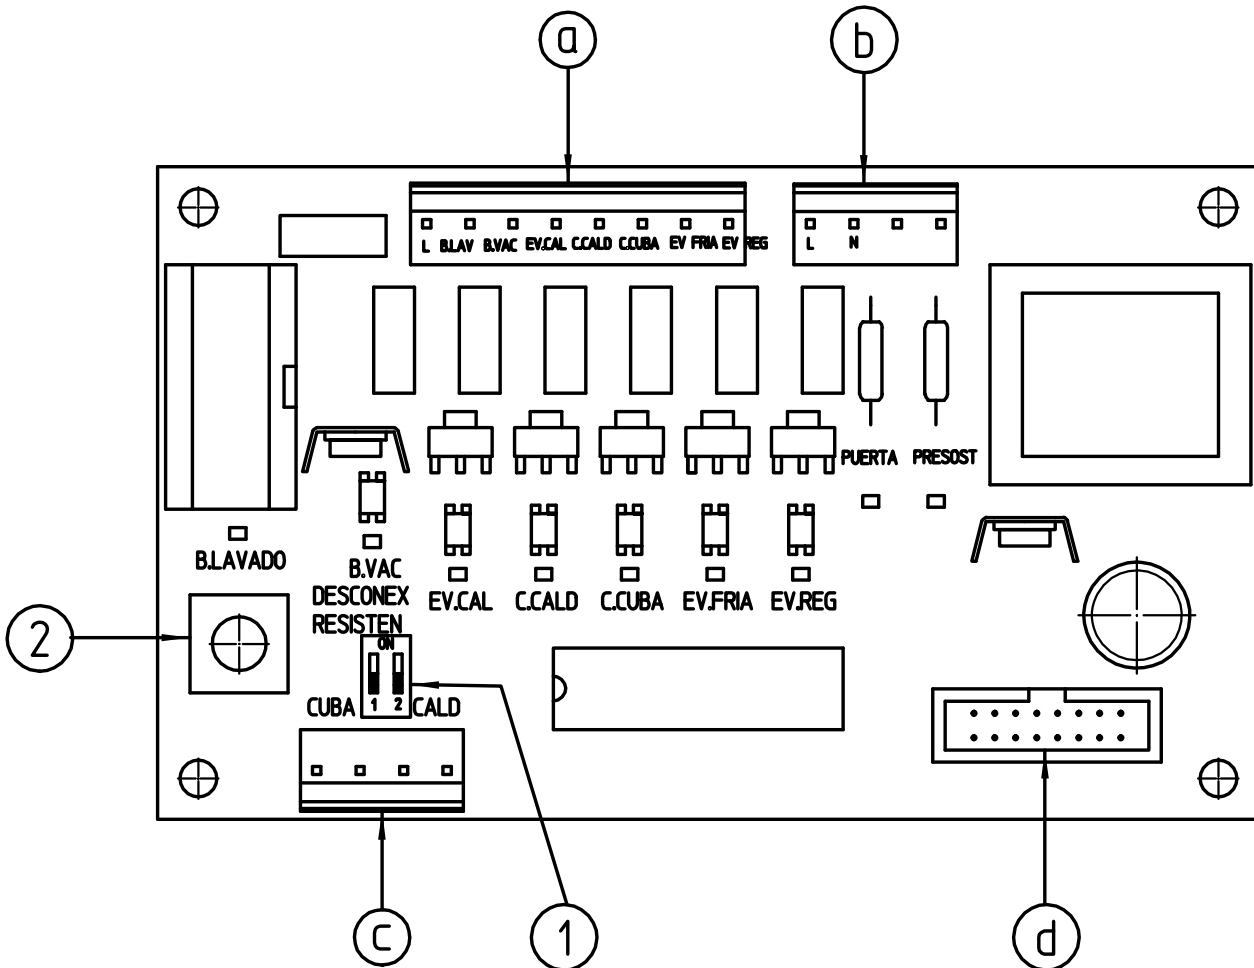 a
b
L B.LAV B.VAC EV.CAL C.CALD C.CUBA EV FRIA EV REG
L N
PUERTA PRESOST
B.LAVADO
B.VAC
DESCONEX
RESISTEN
EV.CAL C.CALD C.CUBA EV.FRIA EV.REG
2
ON
CUBA 1 2 CALD
c
1
d